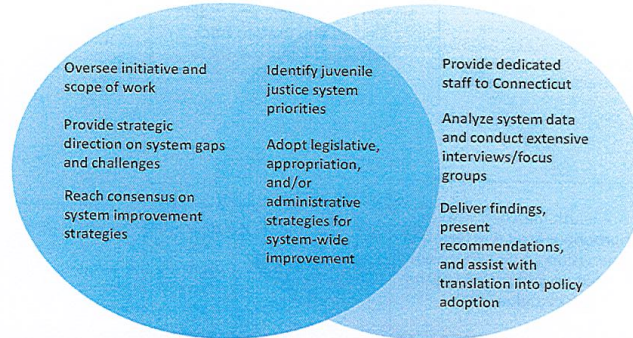 Oversee initiative and
scope of work
Provide strategic
direction on system gaps
and challenges
Reach consensus on
system improvement
strategies
Identify juvenile
justice system
priorities
Adopt legislative,
appropriation,
and/or
administrative
strategies for
system-wide
improvement
Provide dedicated
staff to Connecticut
Analyze system data
and conduct extensive
interviews/focus
groups
Deliver findings,
present
recommendations,
and assist with
translation into policy
adoption